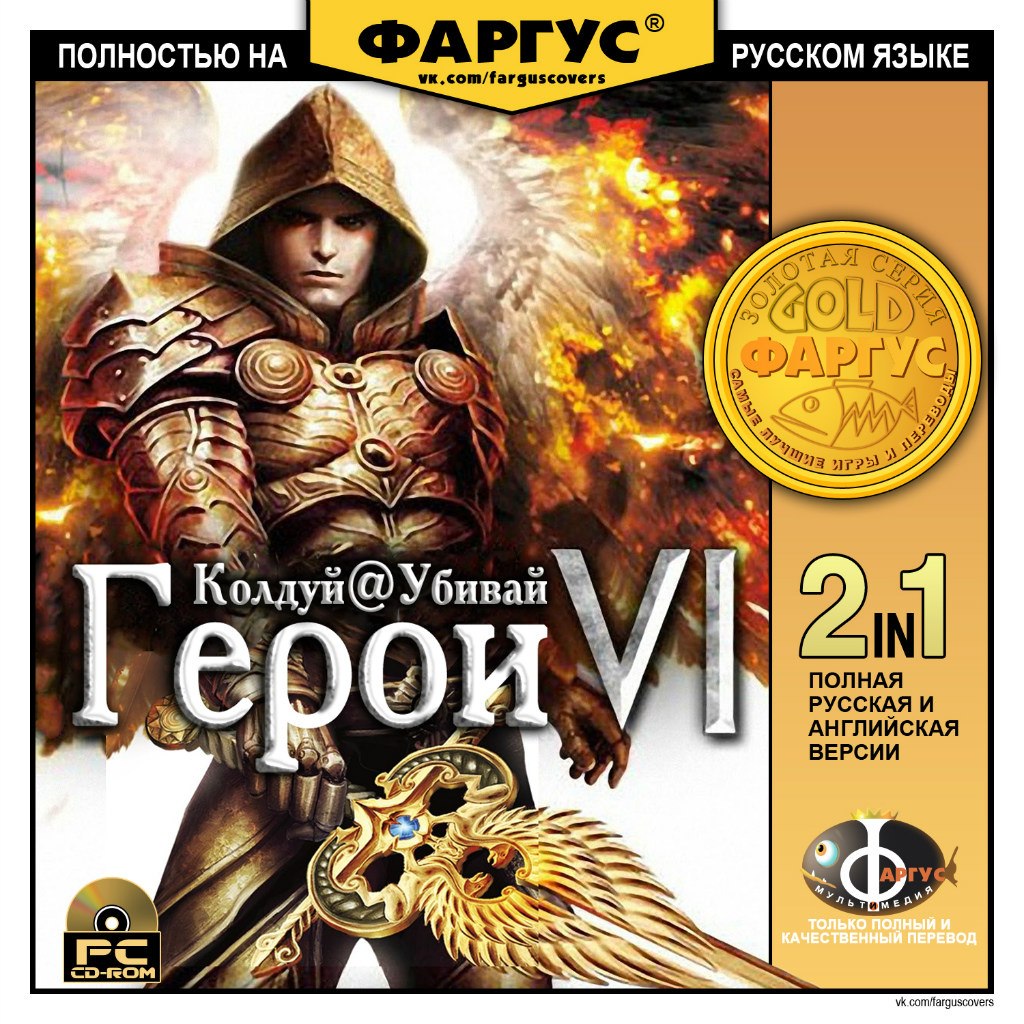 ПОЛНОСТЬЮ НА
ФАРГУС®
vk.com/farguscovers
РУССКОМ ЯЗЫКЕ
ЗОЛОТАЯ СЕРИЯ
GOLD
ФАРГУС
САМЫЕ ЛУЧШИЕ ИГРЫ И ПЕРЕВОДЫ
Колдуй@Убивай
Герои VI
2IN1
ПОЛНАЯ
РУССКАЯ И
АНГЛИЙСКАЯ
ВЕРСИИ
ФАРГУС
МУЛЬТИМЕДИЯ
ТОЛЬКО ПОЛНЫЙ И
КАЧЕСТВЕННЫЙ ПЕРЕВОД
PC
CD-ROM
vk.com/farguscovers